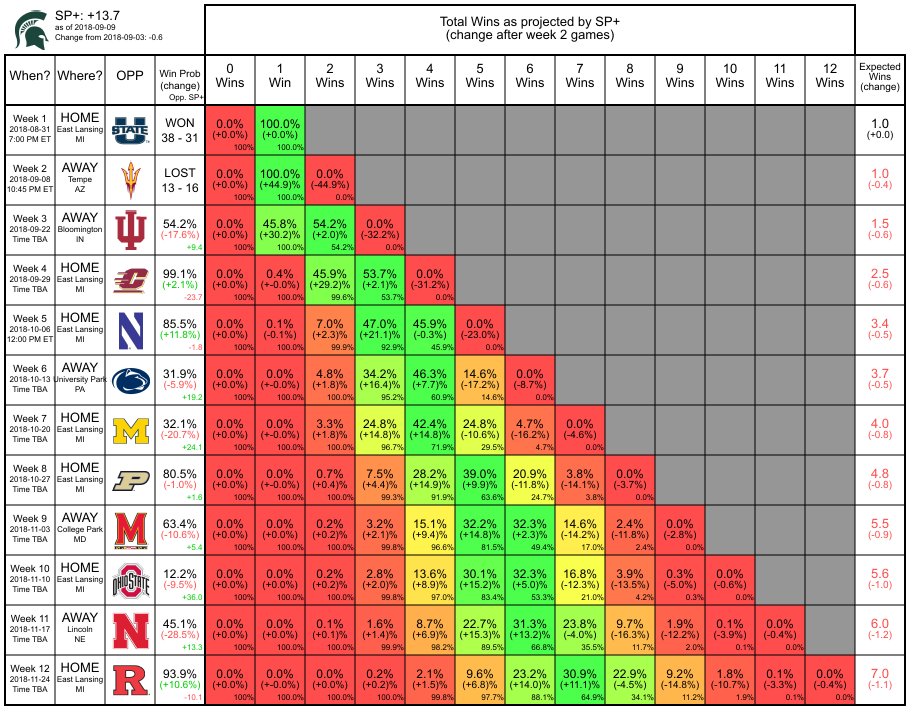 SP+: +13.7
as of 2018-09-09
Change from 2018-09-03: -0.6
Total Wins as projected by SP+
(change after week 2 games)
When? Where? OPP Win Prob (change) Opp. SP+ 0 Wins 1 Win 2 Wins 3 Wins 4 Wins 5 Wins 6 Wins 7 Wins 8 Wins 9 Wins 10 Wins 11 Wins 12 Wins Expected Wins (change)
Week 1 HOME
2018-08-31 East Lansing UTAH STATE WON 0.0% 100.0% 1.0
7:00 PM ET MI 38 - 31 (+0.0%) (+0.0%) (+0.0)
100% 100.0%
Week 2 AWAY LOST 0.0% 100.0% 0.0% 1.0
2018-09-08 Tempe 13 - 16 (+0.0%) (+44.9)% (-44.9%) (-0.4)
10:45 PM ET AZ 100% 100.0% 0.0%
Week 3 AWAY 54.2% 0.0% 45.8% 54.2% 0.0% 1.5
2018-09-22 Bloomington (-17.6%) (+0.0%) (+30.2)% (+2.0)% (-32.2%) (-0.6)
Time TBA IN +9.4 100% 100.0% 54.2% 0.0%
Week 4 HOME C 99.1% 0.0% 0.4% 45.9% 53.7% 0.0% 2.5
2018-09-29 East Lansing (+2.1%) (+0.0%) (+-0.0%) (+29.2)% (+2.1)% (-31.2%) (-0.6)
Time TBA MI -23.7 100% 100.0% 99.6% 53.7% 0.0%
Week 5 HOME N 85.5% 0.0% 0.1% 7.0% 47.0% 45.9% 0.0% 3.4
2018-10-06 East Lansing (+11.8%) (+0.0%) (-0.1%) (+2.3)% (+21.1)% (-0.3%) (-23.0%) (-0.5)
12:00 PM ET MI -1.8 100% 100.0% 99.9% 92.9% 45.9% 0.0%
Week 6 AWAY 31.9% 0.0% 0.0% 4.8% 34.2% 46.3% 14.6% 0.0% 3.7
2018-10-13 University Park (-5.9%) (+0.0%) (+-0.0%) (+1.8)% (+16.4)% (+7.7)% (-17.2%) (-8.7%) (-0.5)
Time TBA PA +19.2 100% 100.0% 100.0% 95.2% 60.9% 14.6% 0.0%
Week 7 HOME M 32.1% 0.0% 0.0% 3.3% 24.8% 42.4% 24.8% 4.7% 0.0% 4.0
2018-10-20 East Lansing (-20.7%) (+0.0%) (+-0.0%) (+1.8)% (+14.8)% (+14.8)% (-10.6%) (-16.2%) (-4.6%) (-0.8)
Time TBA MI +24.1 100% 100.0% 100.0% 96.7% 71.9% 29.5% 4.7% 0.0%
Week 8 HOME P 80.5% 0.0% 0.0% 0.7% 7.5% 28.2% 39.0% 20.9% 3.8% 0.0% 4.8
2018-10-27 East Lansing (-1.0%) (+0.0%) (+-0.0%) (+0.4)% (+4.4)% (+14.9)% (+9.9)% (-11.8%) (-14.1%) (-3.7%) (-0.8)
Time TBA MI +1.6 100% 100.0% 100.0% 99.3% 91.9% 63.6% 24.7% 3.8% 0.0%
Week 9 AWAY M 63.4% 0.0% 0.0% 0.2% 3.2% 15.1% 32.2% 32.3% 14.6% 2.4% 0.0% 5.5
2018-11-03 College Park (-10.6%) (+0.0%) (+0.0%) (+0.2)% (+2.1)% (+9.4)% (+14.8)% (+2.3)% (-14.2%) (-11.8%) (-2.8%) (-0.9)
Time TBA MD +5.4 100% 100.0% 100.0% 99.8% 96.6% 81.5% 49.4% 17.0% 2.4% 0.0%
Week 10 HOME OHIO STATE 12.2% 0.0% 0.0% 0.2% 2.8% 13.6% 30.1% 32.3% 16.8% 3.9% 0.3% 0.0% 5.6
2018-11-10 East Lansing (-9.5%) (+0.0%) (+0.0%) (+0.2)% (+2.0)% (+8.9)% (+15.2)% (+5.0)% (-12.3%) (-13.5%) (-5.0%) (-0.6%) (-1.0)
Time TBA MI +36.0 100% 100.0% 100.0% 99.8% 97.0% 83.4% 53.3% 21.0% 4.2% 0.3% 0.0%
Week 11 AWAY N 45.1% 0.0% 0.0% 0.1% 1.6% 8.7% 22.7% 31.3% 23.8% 9.7% 1.9% 0.1% 0.0% 6.0
2018-11-17 Lincoln (-28.5%) (+0.0%) (+0.0%) (+0.1)% (+1.4)% (+6.9)% (+15.3)% (+13.2)% (-4.0%) (-16.3%) (-12.2%) (-3.9%) (-0.4%) (-1.2)
Time TBA NE +13.3 100% 100.0% 100.0% 99.9% 98.2% 89.5% 66.8% 35.5% 11.7% 2.0% 0.1% 0.0%
Week 12 HOME R 93.9% 0.0% 0.0% 0.0% 0.2% 2.1% 9.6% 23.2% 30.9% 22.9% 9.2% 1.8% 0.1% 0.0% 7.0
2018-11-24 East Lansing (+10.6%) (+0.0%) (+-0.0%) (+0.0%) (+0.2)% (+1.5)% (+6.8)% (+14.0)% (+11.1)% (-4.5%) (-14.8%) (-10.7%) (-3.3%) (-0.4%) (-1.1)
Time TBA MI -10.1 100% 100.0% 100.0% 100.0% 99.8% 97.7% 88.1% 64.9% 34.1% 11.2% 1.9% 0.1% 0.0%